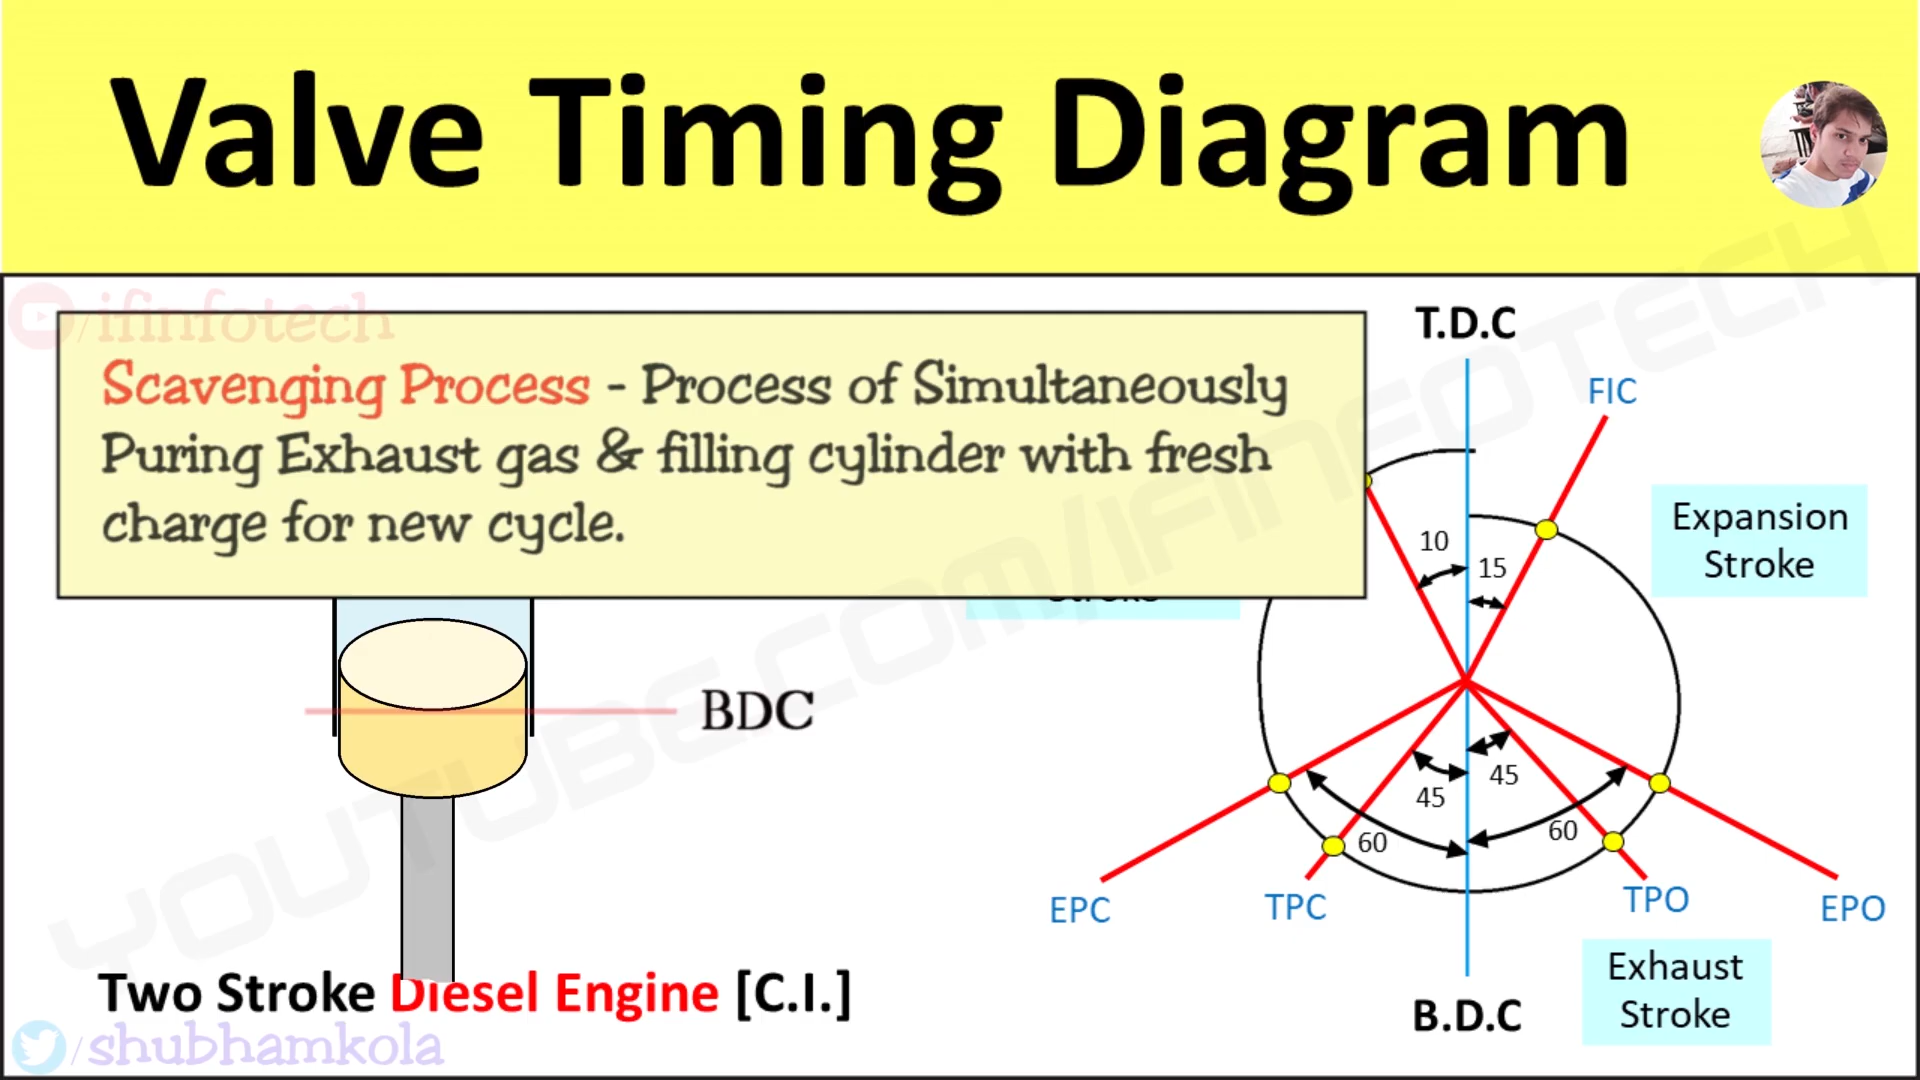 Valve Timing Diagram
/ifinfotech
Scavenging Process - Process of Simultaneously
Puring Exhaust gas & filling cylinder with fresh
charge for new cycle.
T.D.C
FIC
Expansion
Stroke
10
15
BDC
45
45
60
60
EPC
TPC
TPO
EPO
B.D.C
Exhaust
Stroke
Two Stroke Diesel Engine [C.I.]
/shubhamkola
YOUTUBE.COM/IFINFOTECH